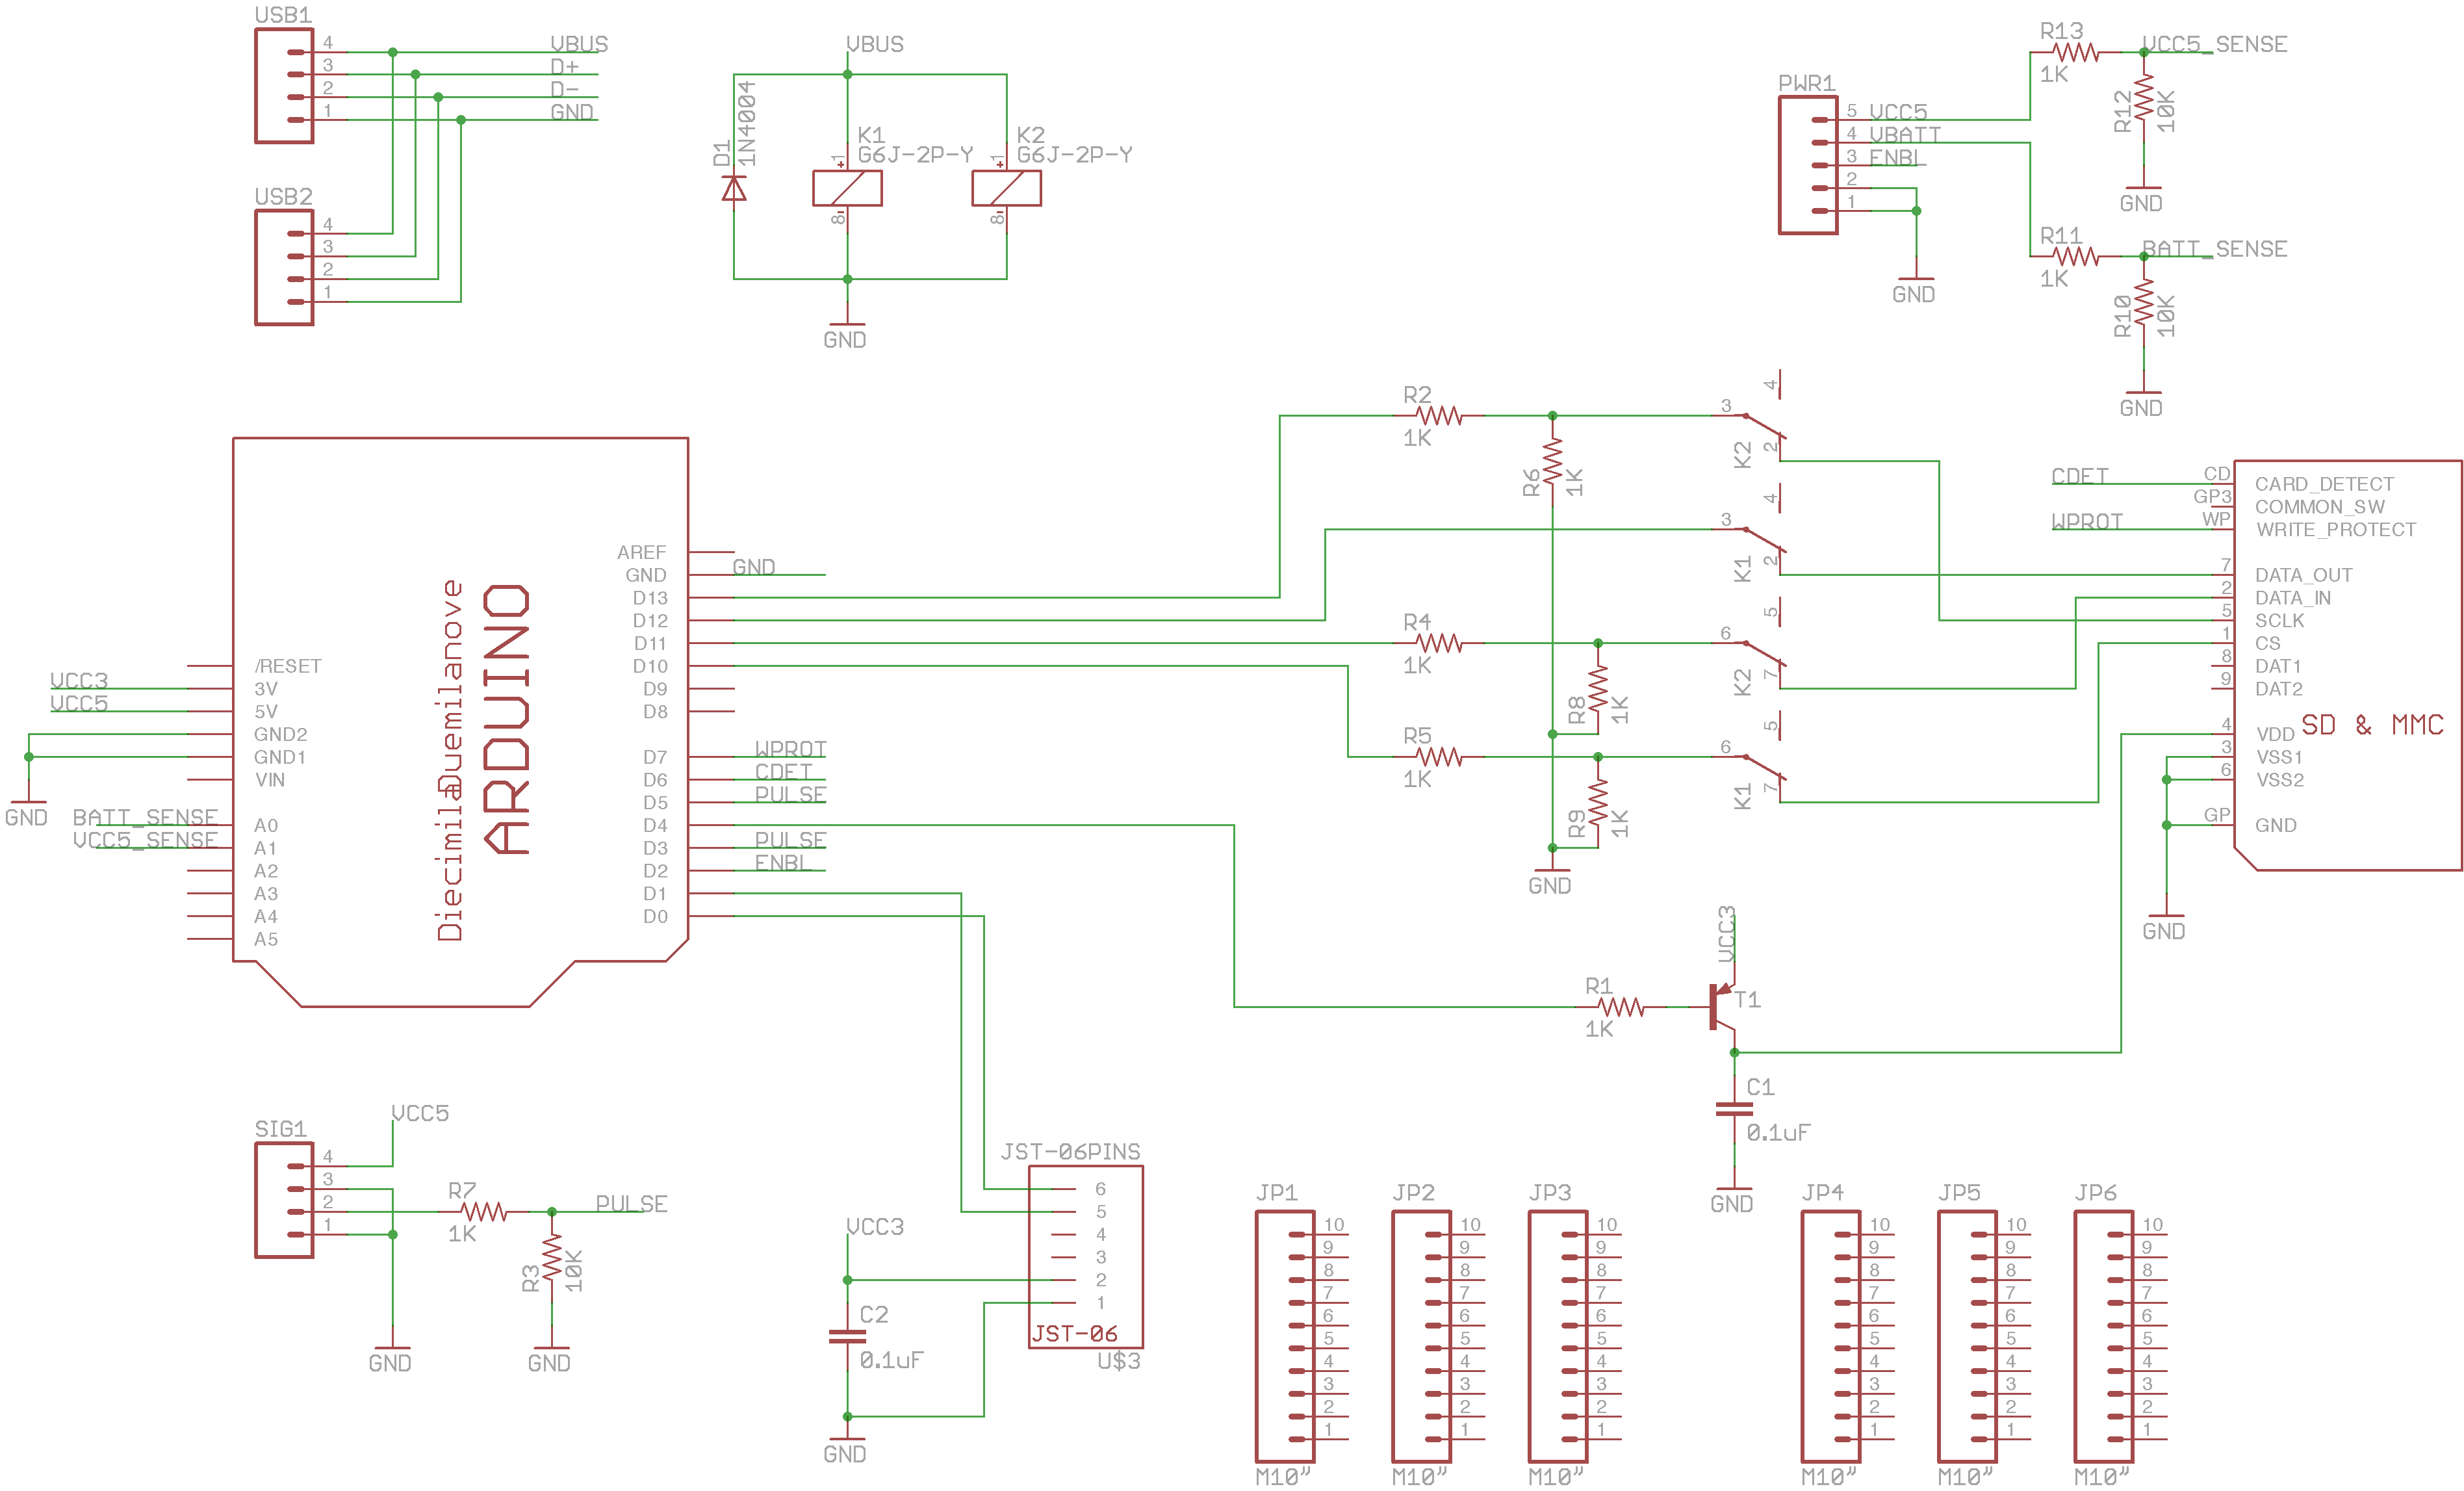 USB1
4
3
2
1
VBUS
D+
D-
GND
USB2
4
3
2
1
VBUS
D1
1N4004
K1
G6J-2P-Y
1
+
8
-
K2
G6J-2P-Y
1
+
8
-
GND
PWR1
5
4
3
2
1
VCC5
VBATT
ENBL
GND
R13
1K
VCC5_SENSE
R12
10K
GND
R11
1K
BATT_SENSE
R10
10K
GND
ARDUINO
Diecimila
Duemilanove
/RESET
3V
5V
GND2
GND1
VIN
A0
A1
A2
A3
A4
A5
VCC3
VCC5
GND
BATT_SENSE
VCC5_SENSE
AREF
GND
D13
D12
D11
D10
D9
D8
D7
D6
D5
D4
D3
D2
D1
D0
GND
WPROT
CDET
PULSE
PULSE
ENBL
R2
1K
R6
1K
R4
1K
R8
1K
R5
1K
R9
1K
GND
3
4
2
K2
3
4
2
K1
6
5
7
K2
6
5
7
K1
CDET
WPROT
CD
GP3
WP
7
2
5
1
8
9
4
3
6
GP
CARD_DETECT
COMMON_SW
WRITE_PROTECT
DATA_OUT
DATA_IN
SCLK
CS
DAT1
DAT2
VDD
VSS1
VSS2
GND
SD & MMC
GND
VCC3
R1
1K
T1
C1
0.1uF
GND
SIG1
4
3
2
1
VCC5
R7
1K
PULSE
R3
10K
GND
GND
JST-06PINS
6
5
4
3
2
1
JST-06
U$3
VCC3
C2
0.1uF
GND
JP1
10
9
8
7
6
5
4
3
2
1
M10"
JP2
10
9
8
7
6
5
4
3
2
1
M10"
JP3
10
9
8
7
6
5
4
3
2
1
M10"
JP4
10
9
8
7
6
5
4
3
2
1
M10"
JP5
10
9
8
7
6
5
4
3
2
1
M10"
JP6
10
9
8
7
6
5
4
3
2
1
M10"